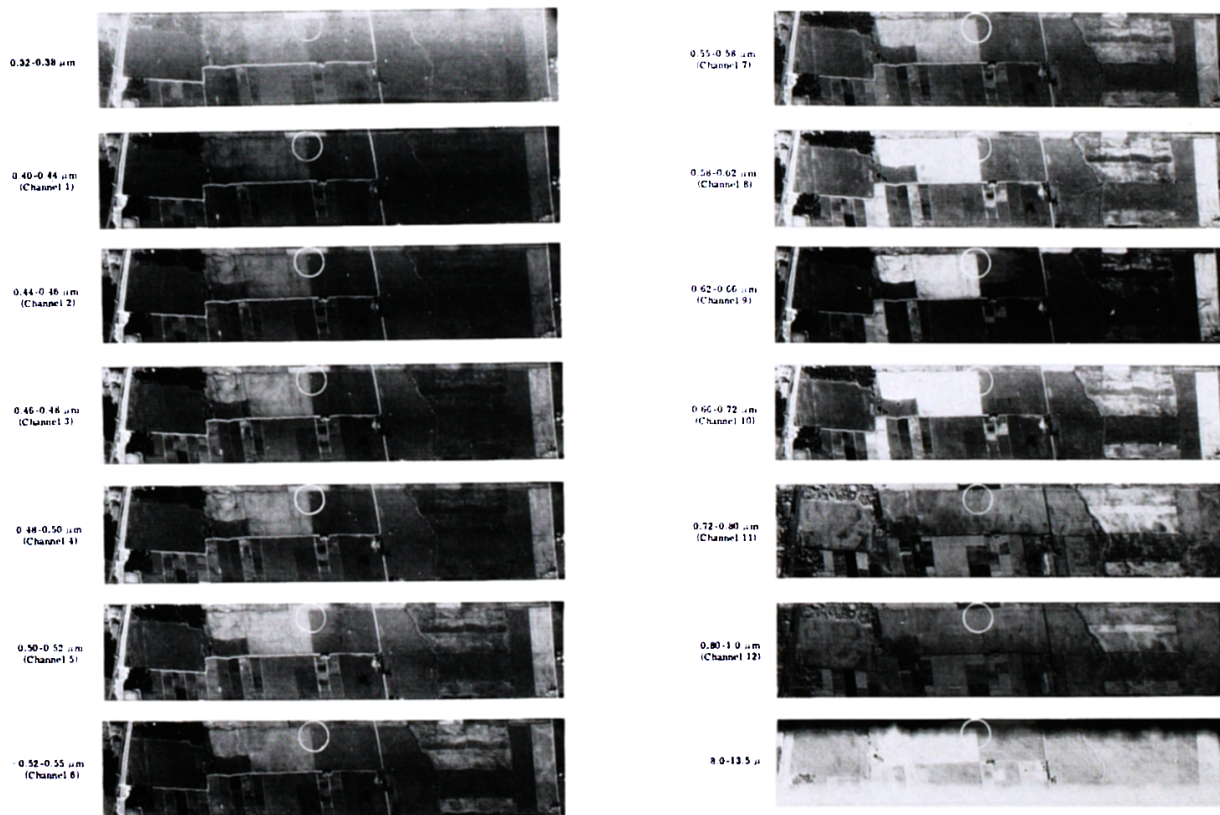 0.32-0.38 μm
0.40-0.44 μm
(Channel 1)
0.44-0.46 μm
(Channel 2)
0.46-0.48 μm
(Channel 3)
0.48-0.50 μm
(Channel 4)
0.50-0.52 μm
(Channel 5)
0.52-0.55 μm
(Channel 6)
0.55-0.58 μm
(Channel 7)
0.58-0.62 μm
(Channel 8)
0.62-0.66 μm
(Channel 9)
0.66-0.72 μm
(Channel 10)
0.72-0.80 μm
(Channel 11)
0.80-1.0 μm
(Channel 12)
8.0-13.5 μ